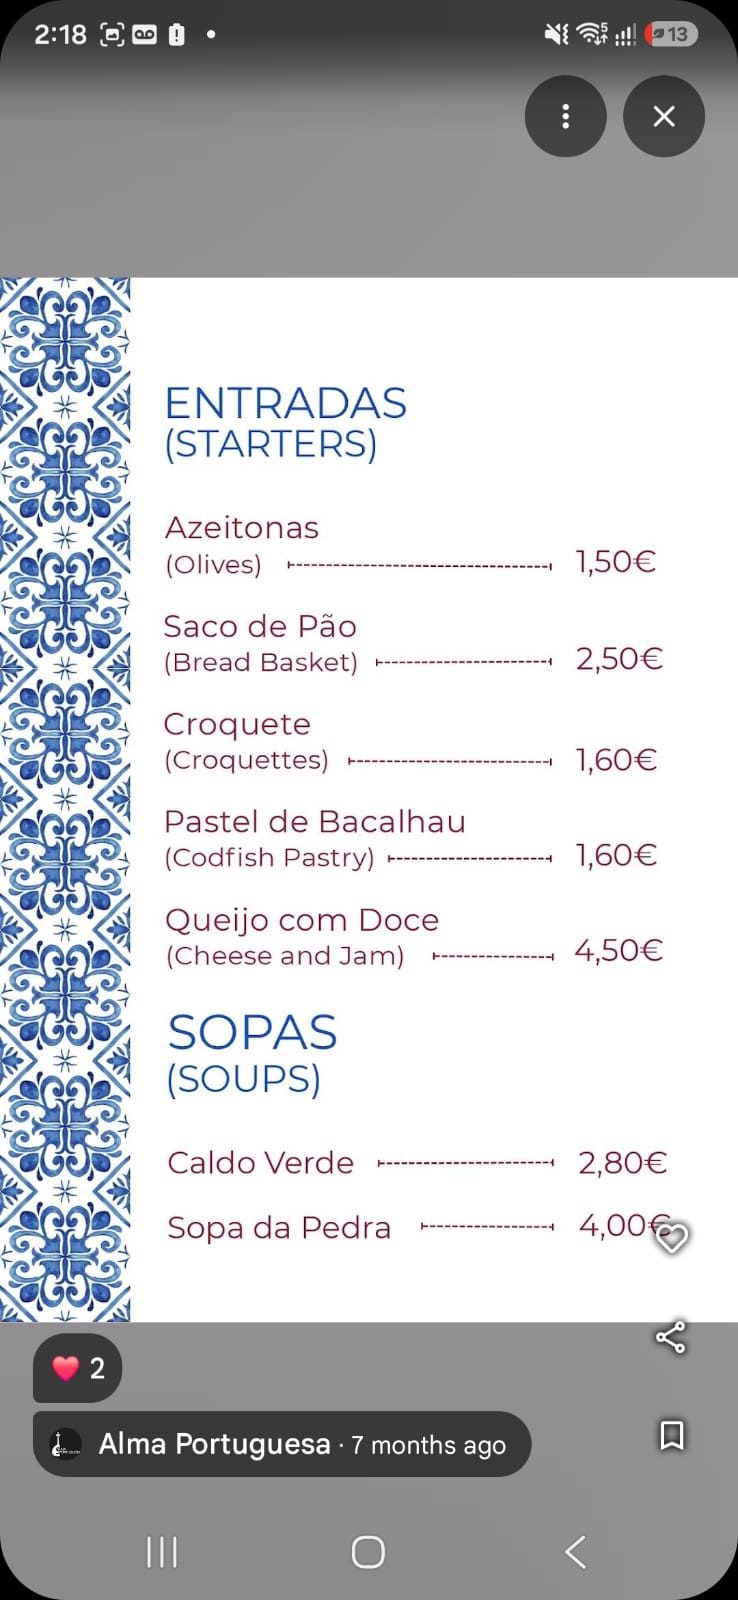 2:18
13
ENTRADAS
(STARTERS)
Azeitonas
(Olives) 1,50€
Saco de Pão
(Bread Basket) 2,50€
Croquete
(Croquettes) 1,60€
Pastel de Bacalhau
(Codfish Pastry) 1,60€
Queijo com Doce
(Cheese and Jam) 4,50€
SOPAS
(SOUPS)
Caldo Verde 2,80€
Sopa da Pedra 4,00€
2
Alma Portuguesa · 7 months ago